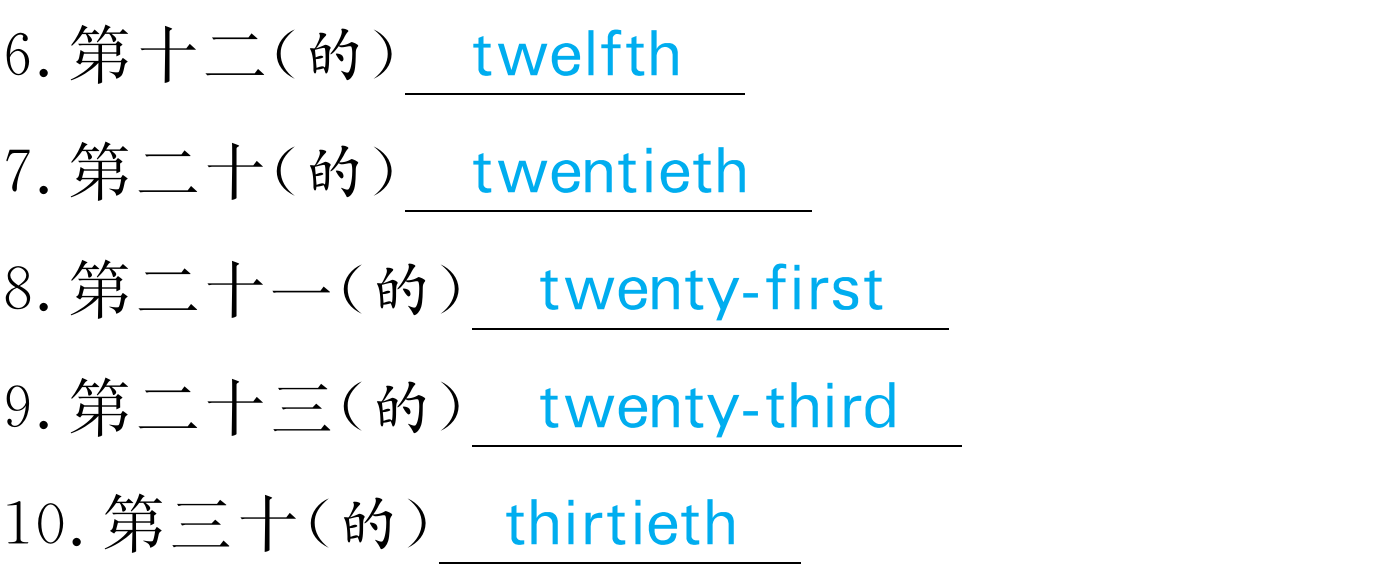 6. 第十二(的) twelfth
7. 第二十(的) twentieth
8. 第二十一(的) twenty-first
9. 第二十三(的) twenty-third
10. 第三十(的) thirtieth